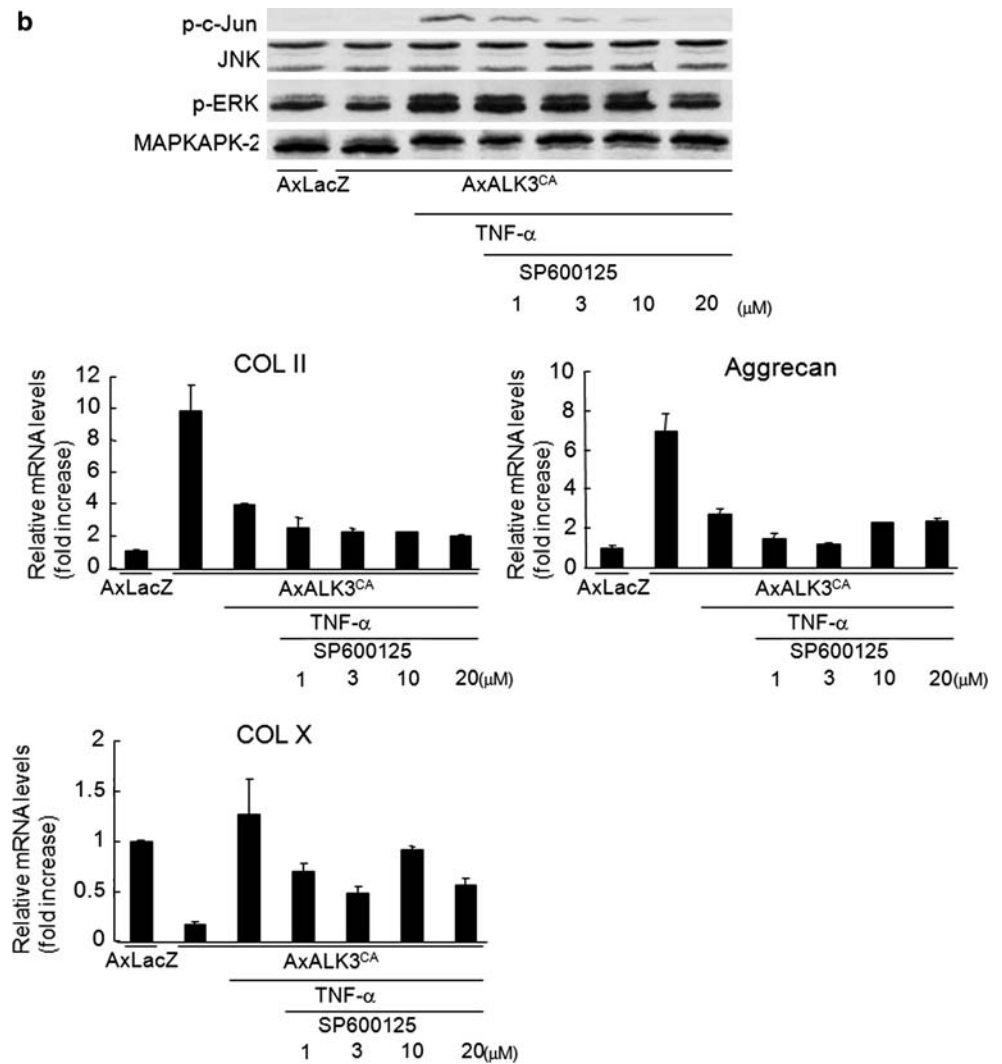 b
p-c-Jun
JNK
p-ERK
MAPKAPK-2
AxLacZ AxALK3CA
TNF-α
SP600125
1 3 10 20 (μM)
COL II
Relative mRNA levels
(fold increase)
12
10
8
6
4
2
0
AxLacZ AxALK3CA
TNF-α
SP600125
1 3 10 20(μM)
Aggrecan
Relative mRNA levels
(fold increase)
10
8
6
4
2
0
AxLacZ AxALK3CA
TNF-α
SP600125
1 3 10 20(μM)
COL X
Relative mRNA levels
(fold increase)
2
1.5
1
0.5
0
AxLacZ AxALK3CA
TNF-α
SP600125
1 3 10 20(μM)